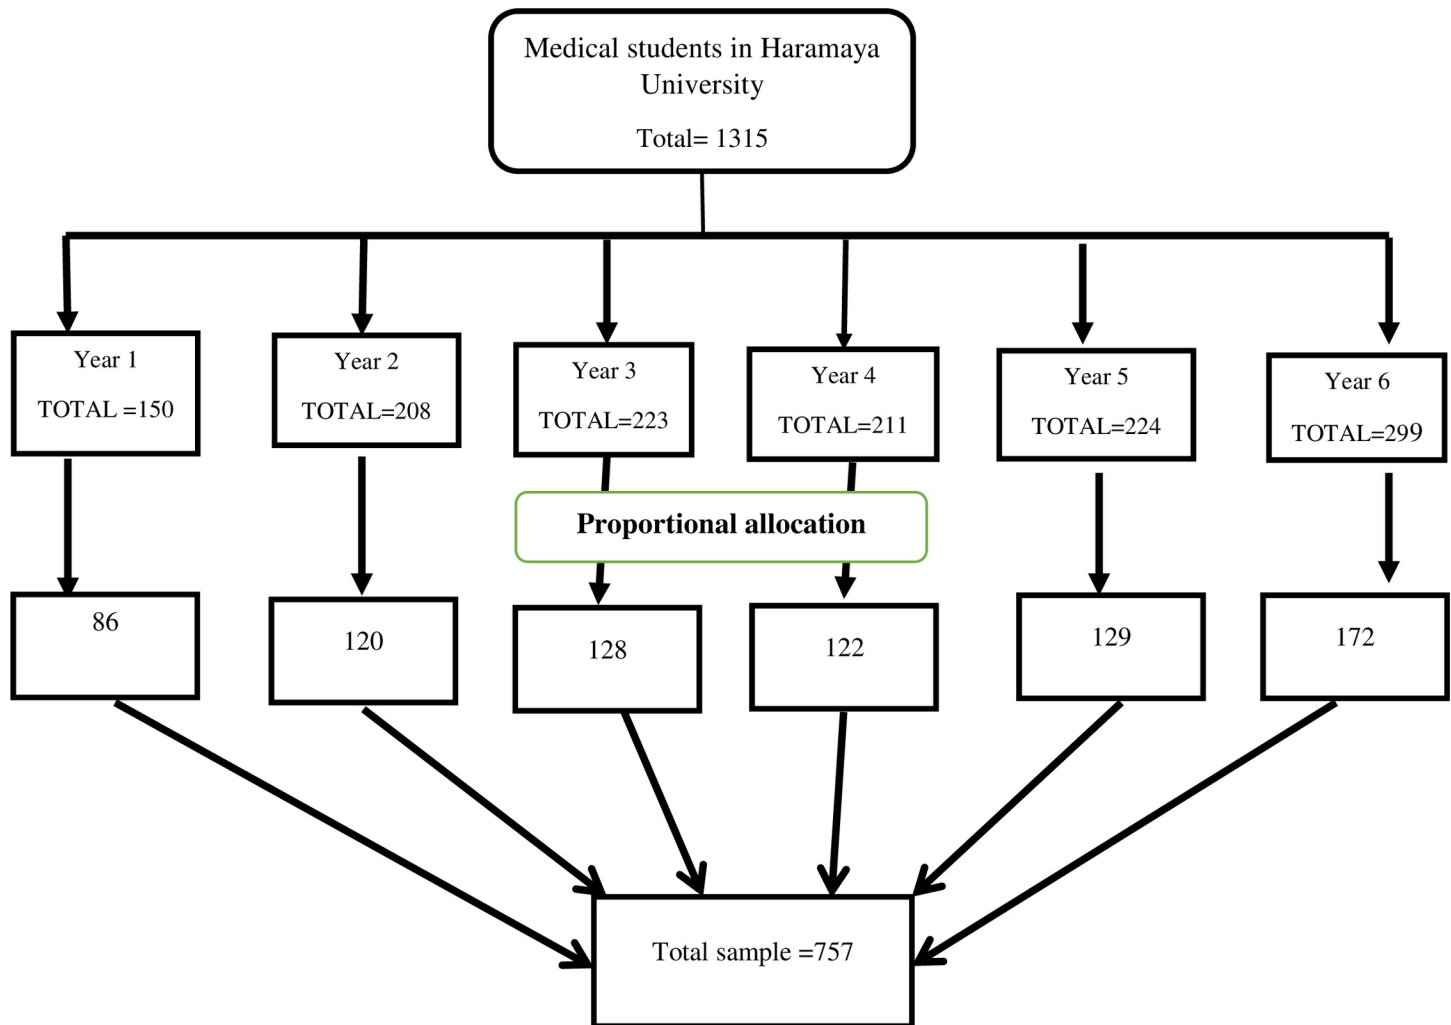 Medical students in Haramaya
University
Total= 1315
Year 1
TOTAL =150
Year 2
TOTAL=208
Year 3
TOTAL=223
Year 4
TOTAL=211
Year 5
TOTAL=224
Year 6
TOTAL=299
Proportional allocation
86
120
128
122
129
172
Total sample =757